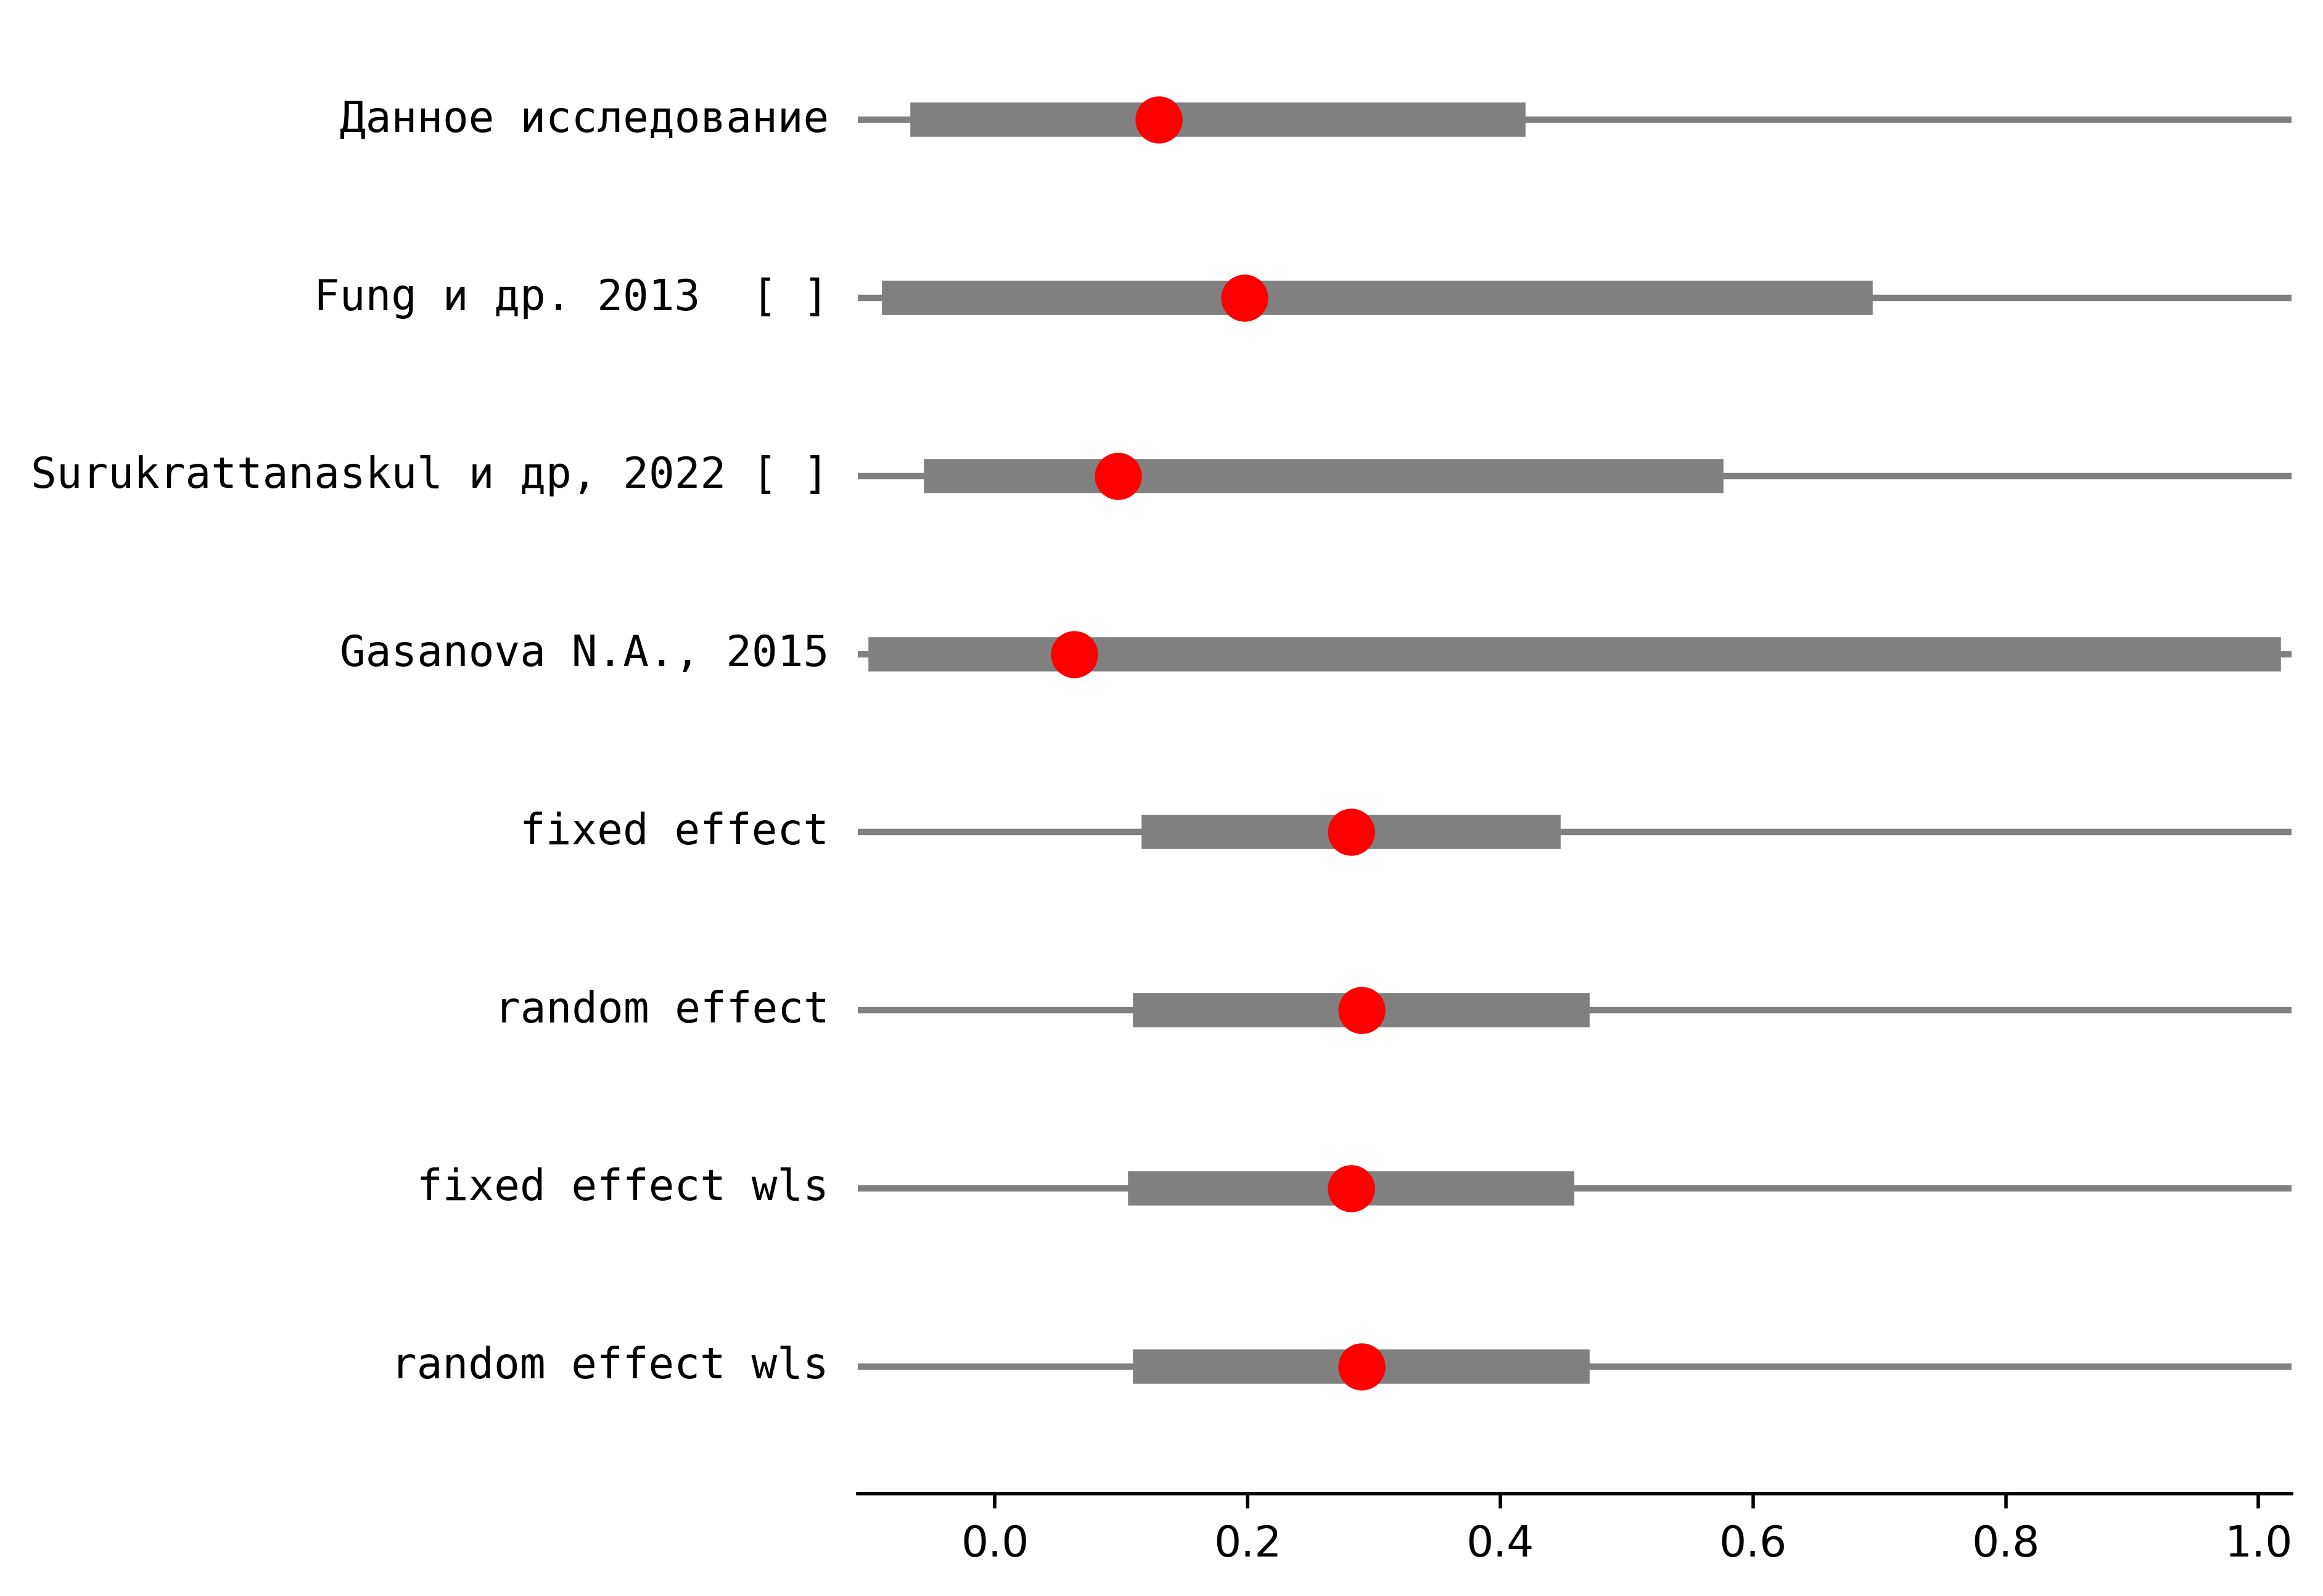 Данное исследование
Fung и др. 2013  [ ]
Surukrattanaskul и др, 2022 [ ]
Gasanova N.A., 2015
fixed effect
random effect
fixed effect wls
random effect wls
0.0 0.2 0.4 0.6 0.8 1.0